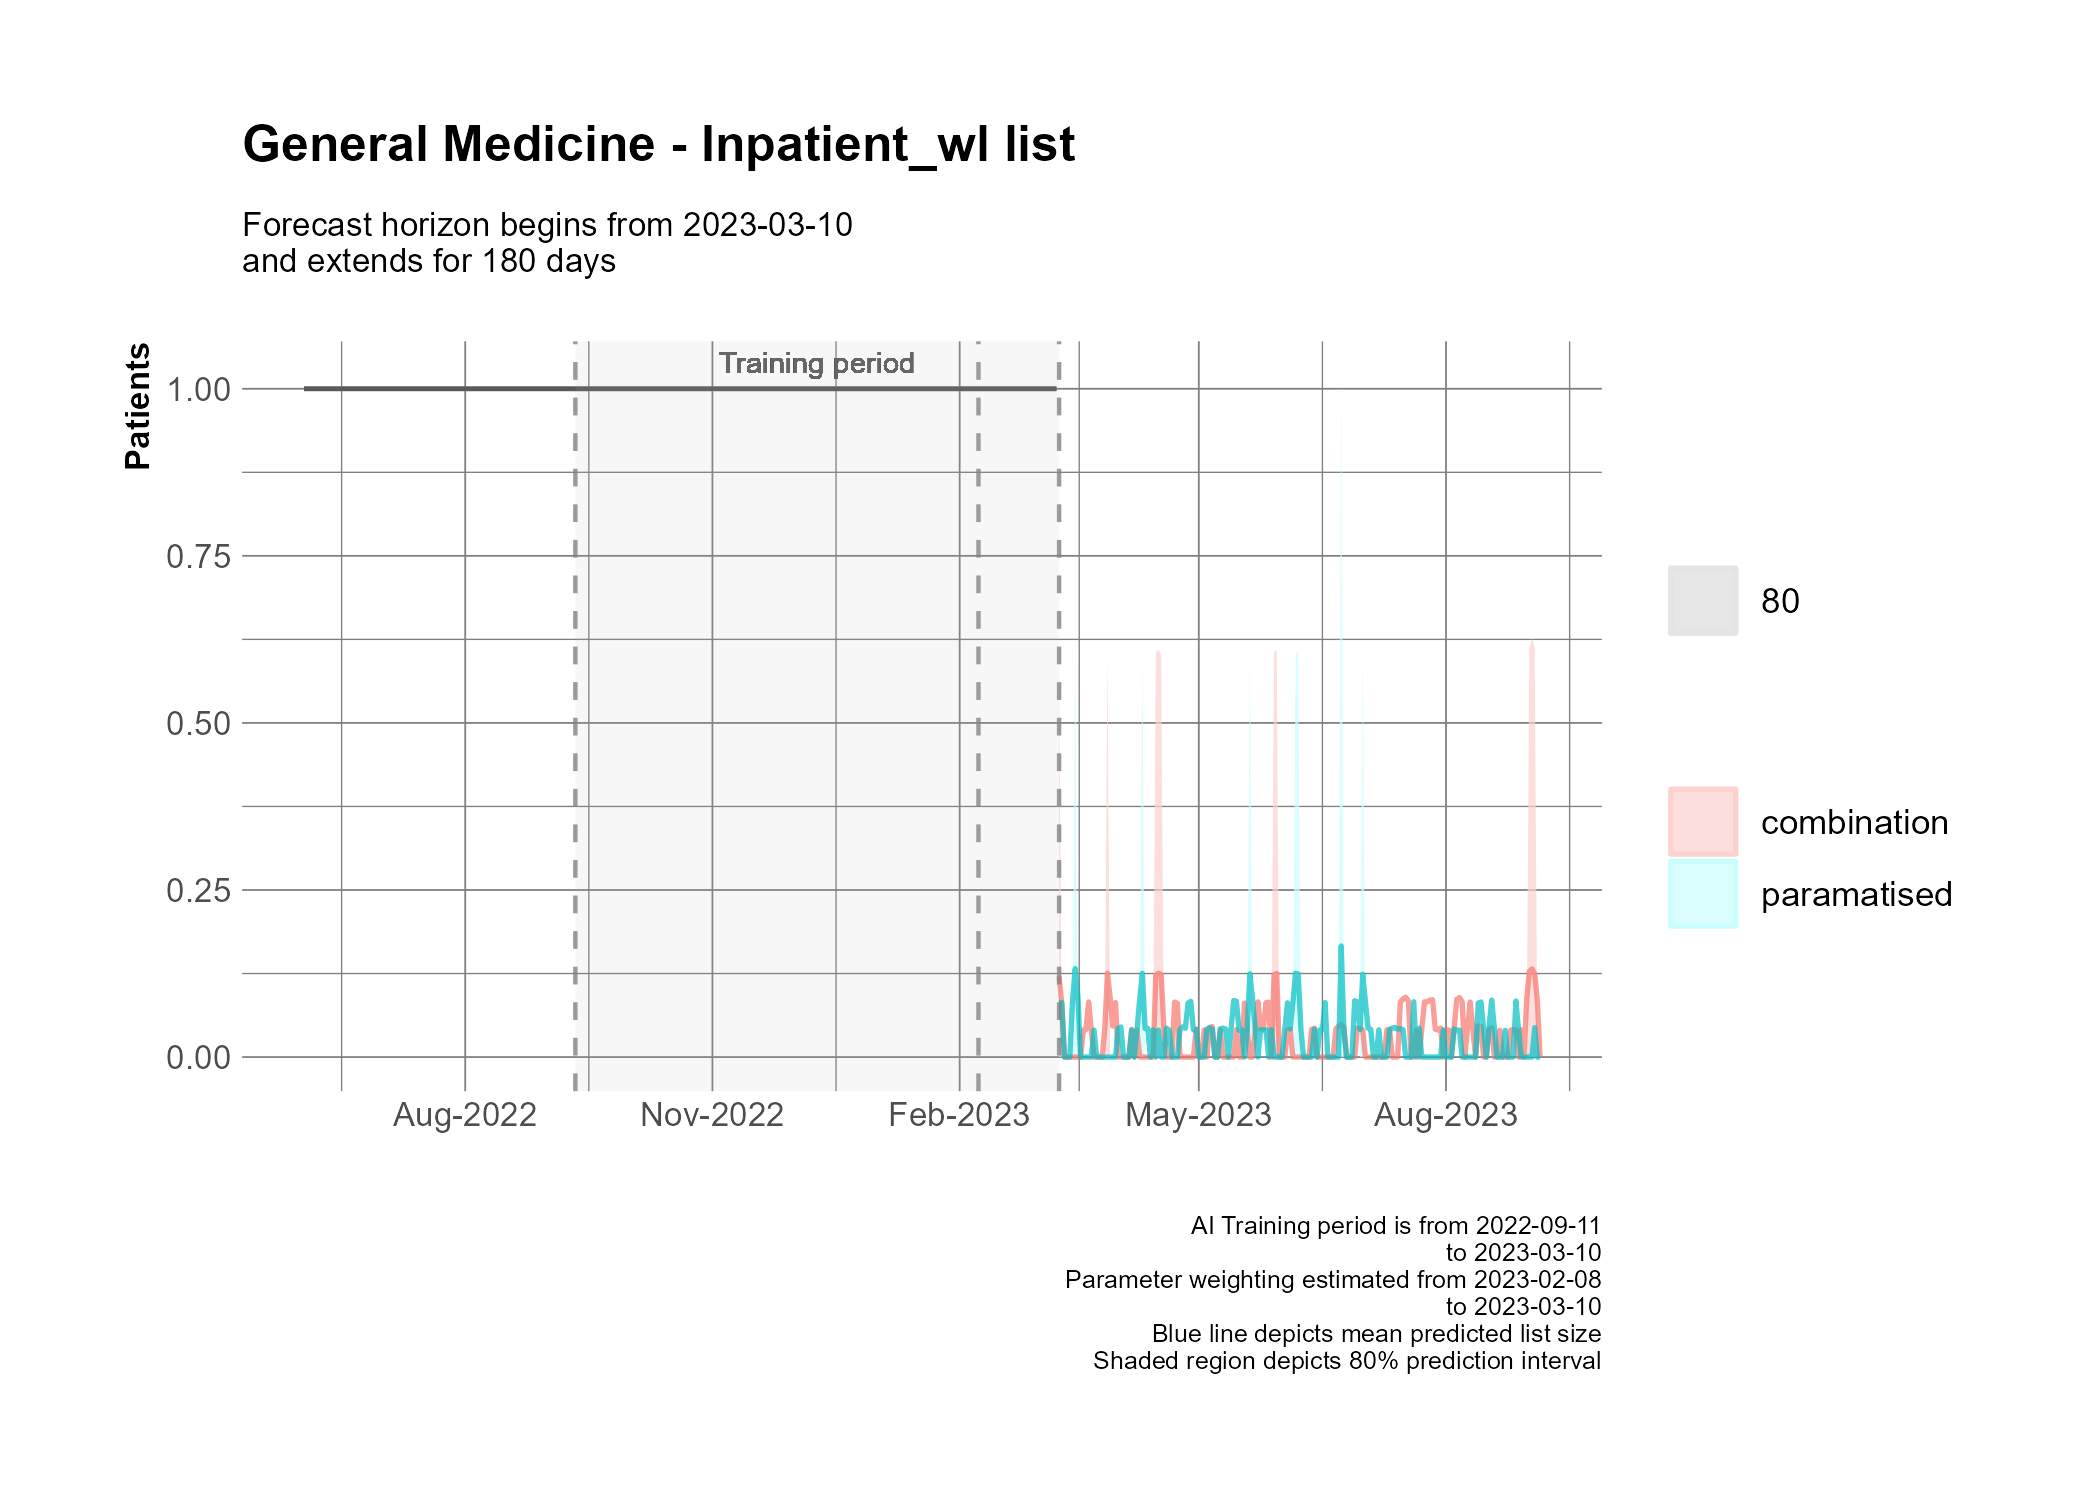 General Medicine - Inpatient_wl list
Forecast horizon begins from 2023-03-10
and extends for 180 days
Patients
Training period
1.00
0.75
0.50
0.25
0.00
Aug-2022
Nov-2022
Feb-2023
May-2023
Aug-2023
80
combination
paramatised
AI Training period is from 2022-09-11
to 2023-03-10
Parameter weighting estimated from 2023-02-08
to 2023-03-10
Blue line depicts mean predicted list size
Shaded region depicts 80% prediction interval